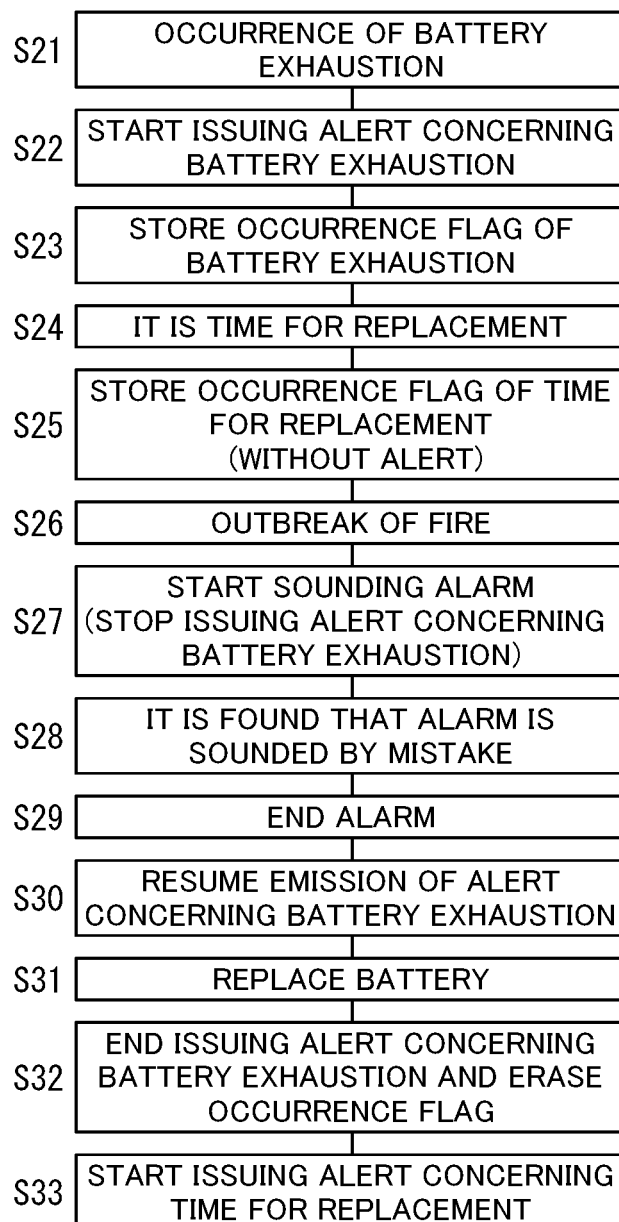 S21
OCCURRENCE OF BATTERY
EXHAUSTION
S22
START ISSUING ALERT CONCERNING
BATTERY EXHAUSTION
S23
STORE OCCURRENCE FLAG OF
BATTERY EXHAUSTION
S24
IT IS TIME FOR REPLACEMENT
S25
STORE OCCURRENCE FLAG OF TIME
FOR REPLACEMENT
(WITHOUT ALERT)
S26
OUTBREAK OF FIRE
S27
START SOUNDING ALARM
(STOP ISSUING ALERT CONCERNING
BATTERY EXHAUSTION)
S28
IT IS FOUND THAT ALARM IS
SOUNDED BY MISTAKE
S29
END ALARM
S30
RESUME EMISSION OF ALERT
CONCERNING BATTERY EXHAUSTION
S31
REPLACE BATTERY
S32
END ISSUING ALERT CONCERNING
BATTERY EXHAUSTION AND ERASE
OCCURRENCE FLAG
S33
START ISSUING ALERT CONCERNING
TIME FOR REPLACEMENT